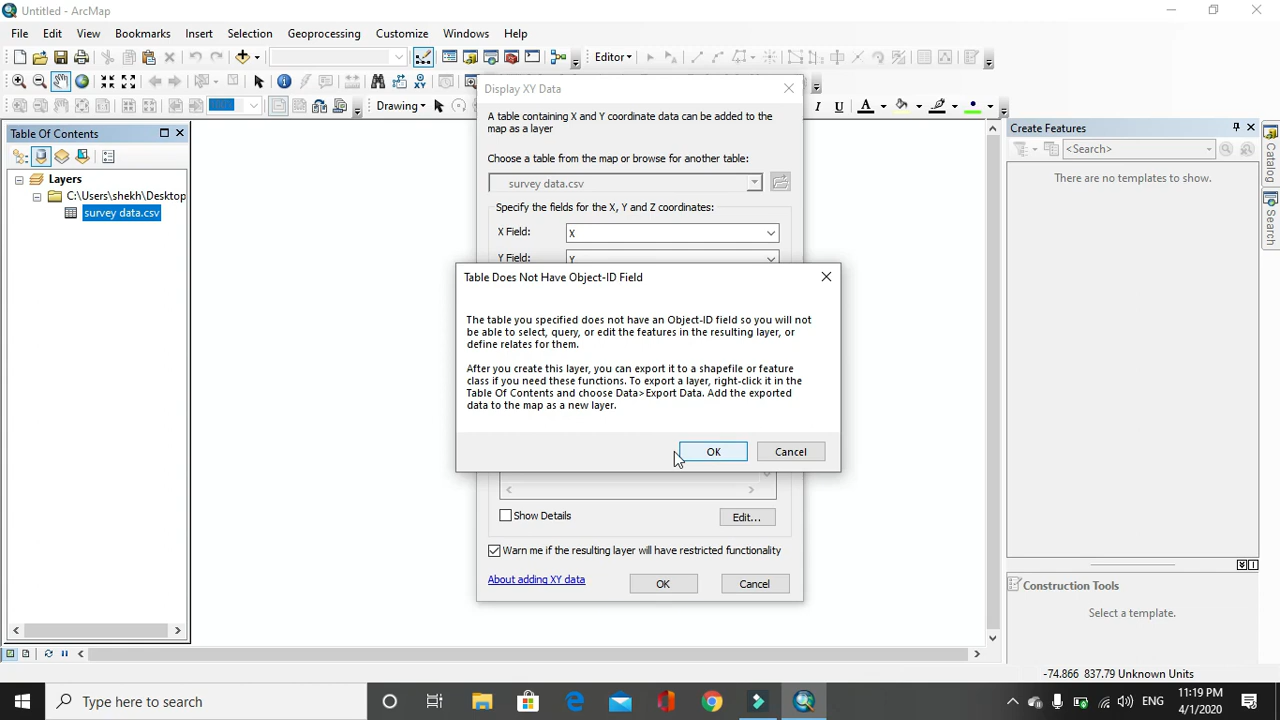 Untitled - ArcMap
File Edit View Bookmarks Insert Selection Geoprocessing Customize Windows Help
Editor
Drawing
U A
Table Of Contents
Layers
C:\Users\shekh\Desktop
survey data.csv
Display XY Data
A table containing X and Y coordinate data can be added to the
map as a layer
Choose a table from the map or browse for another table:
survey data.csv
Specify the fields for the X, Y and Z coordinates:
X Field: X
Y Field: Y
Table Does Not Have Object-ID Field
The table you specified does not have an Object-ID field so you will not
be able to select, query, or edit the features in the resulting layer, or
define relates for them.
After you create this layer, you can export it to a shapefile or feature
class if you need these functions. To export a layer, right-click it in the
Table Of Contents and choose Data>Export Data. Add the exported
data to the map as a new layer.
OK Cancel
Show Details Edit...
Warn me if the resulting layer will have restricted functionality
About adding XY data OK Cancel
Create Features
<Search>
There are no templates to show.
Catalog
Search
Construction Tools
Select a template.
-74.866 837.79 Unknown Units
Type here to search
ENG
11:19 PM
4/1/2020